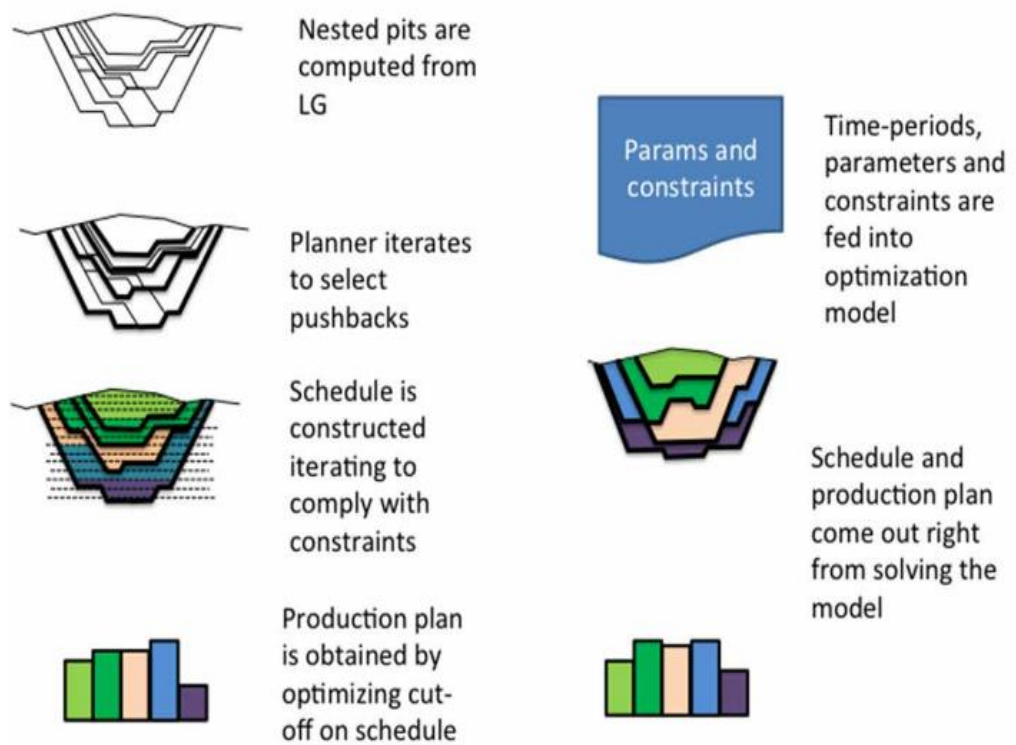 Nested pits are
computed from
LG
Planner iterates
to select
pushbacks
Schedule is
constructed
iterating to
comply with
constraints
Production plan
is obtained by
optimizing cut-
off on schedule
Params and
constraints
Time-periods,
parameters and
constraints are
fed into
optimization
model
Schedule and
production plan
come out right
from solving the
model